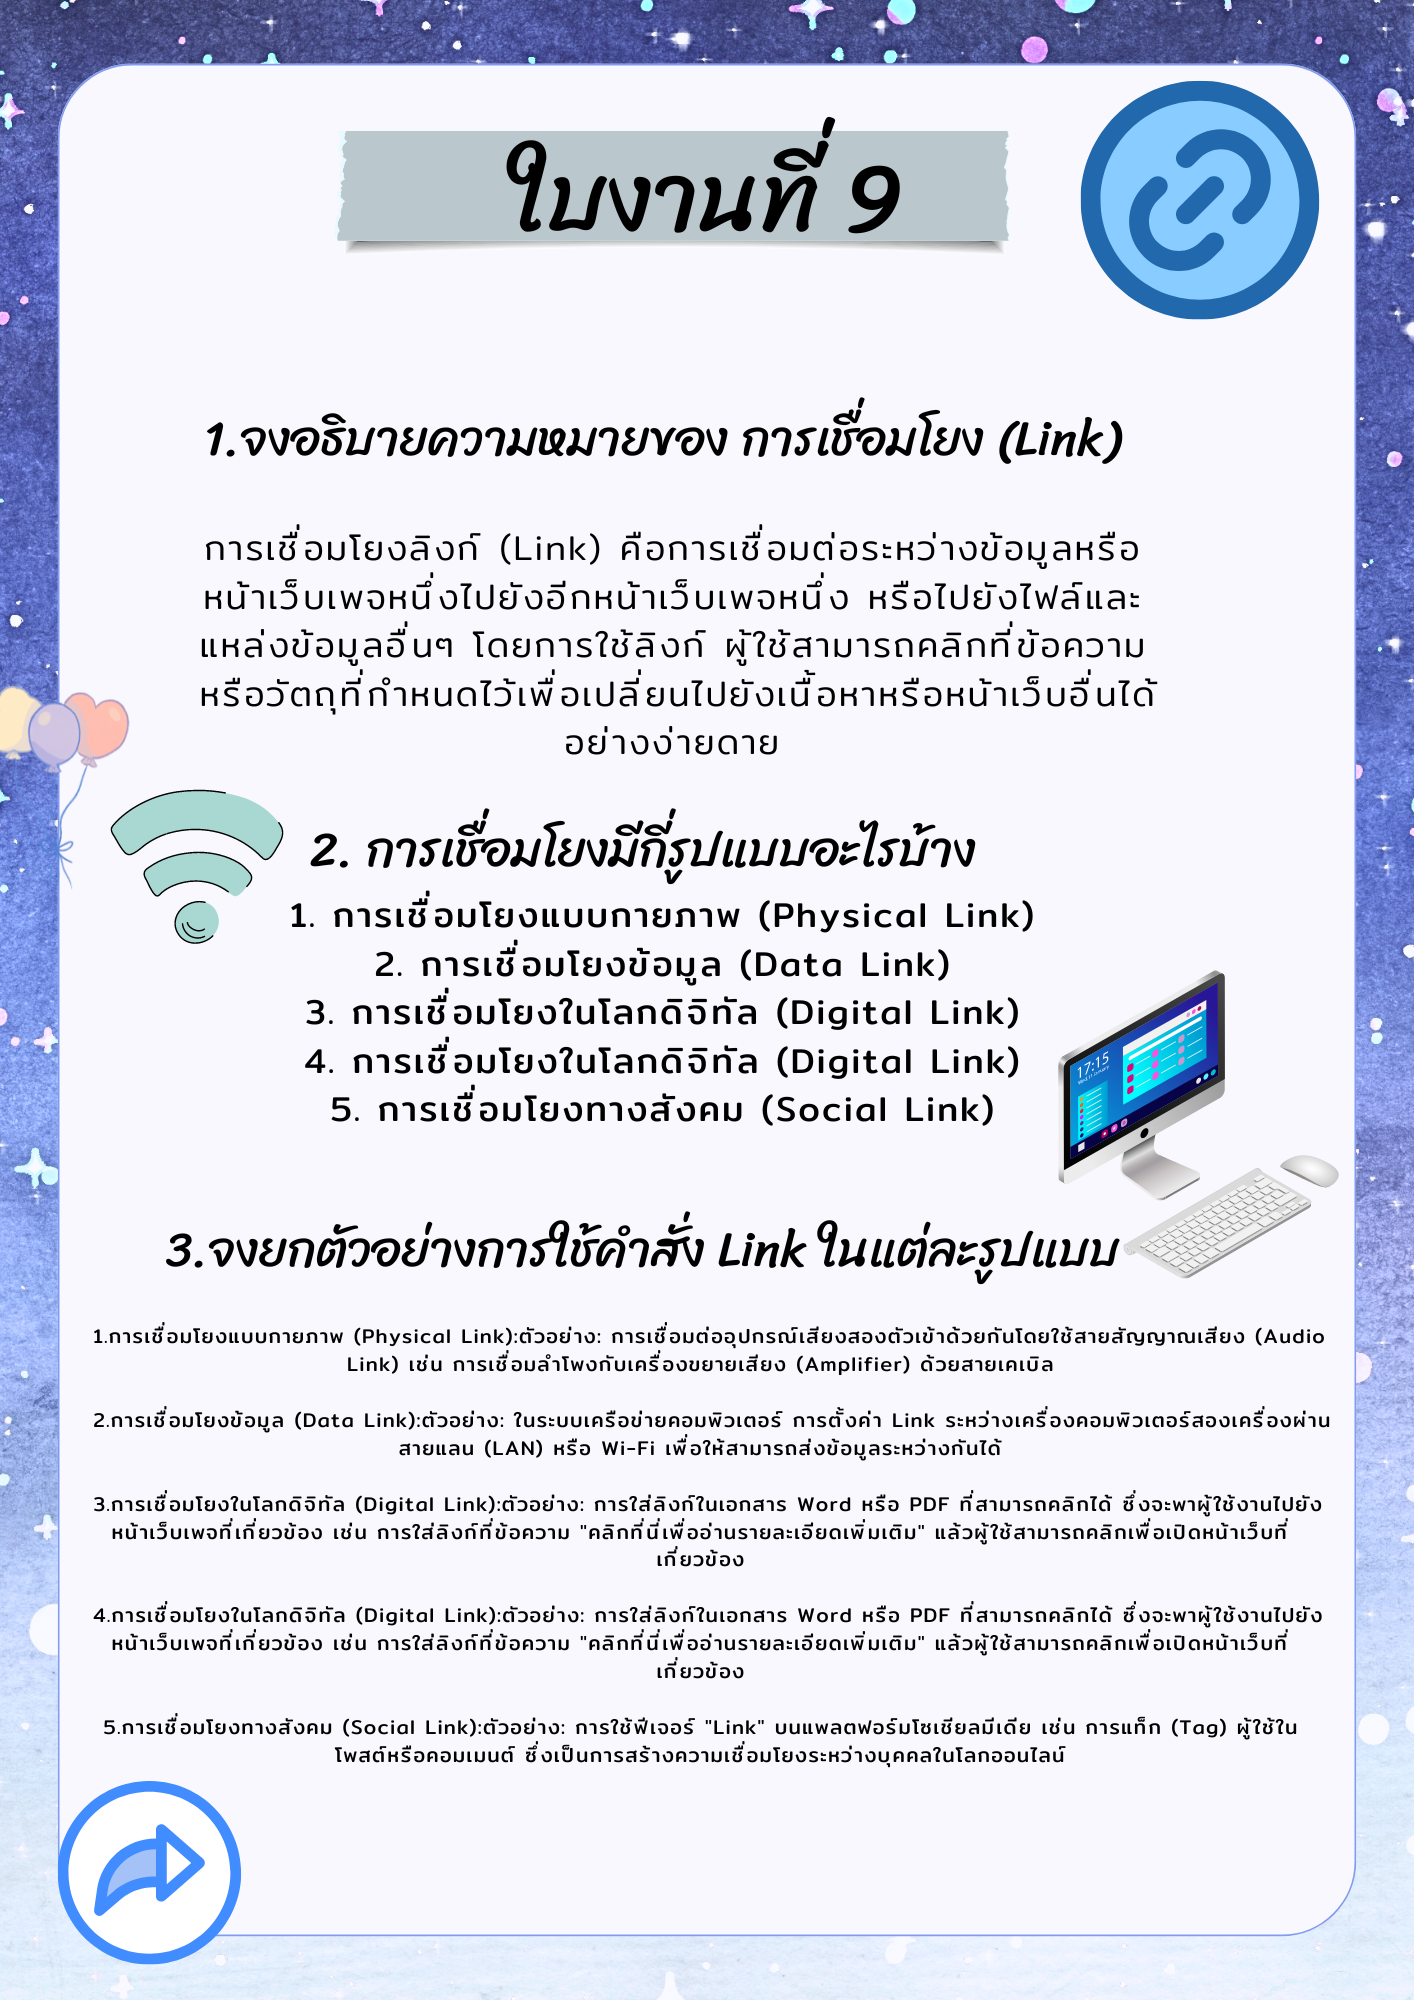 ใบงานที่ 9
1.จงอธิบายความหมายของ การเชื่อมโยง (Link)
การเชื่อมโยงลิงก์ (Link) คือการเชื่อมต่อระหว่างข้อมูลหรือ
หน้าเว็บเพจหนึ่งไปยังอีกหน้าเว็บเพจหนึ่ง หรือไปยังไฟล์และ
แหล่งข้อมูลอื่นๆ โดยการใช้ลิงก์ ผู้ใช้สามารถคลิกที่ข้อความ
หรือวัตถุที่กำหนดไว้เพื่อเปลี่ยนไปยังเนื้อหาหรือหน้าเว็บอื่นได้
อย่างง่ายดาย
2. การเชื่อมโยงมีกี่รูปแบบอะไรบ้าง
1. การเชื่อมโยงแบบกายภาพ (Physical Link)
2. การเชื่อมโยงข้อมูล (Data Link)
3. การเชื่อมโยงในโลกดิจิทัล (Digital Link)
4. การเชื่อมโยงในโลกดิจิทัล (Digital Link)
5. การเชื่อมโยงทางสังคม (Social Link)
17:15
3.จงยกตัวอย่างการใช้คำสั่ง Link ในแต่ละรูปแบบ
1.การเชื่อมโยงแบบกายภาพ (Physical Link):ตัวอย่าง: การเชื่อมต่ออุปกรณ์เสียงสองตัวเข้าด้วยกันโดยใช้สายสัญญาณเสียง (Audio
Link) เช่น การเชื่อมลำโพงกับเครื่องขยายเสียง (Amplifier) ด้วยสายเคเบิล
2.การเชื่อมโยงข้อมูล (Data Link):ตัวอย่าง: ในระบบเครือข่ายคอมพิวเตอร์ การตั้งค่า Link ระหว่างเครื่องคอมพิวเตอร์สองเครื่องผ่าน
สายแลน (LAN) หรือ Wi-Fi เพื่อให้สามารถส่งข้อมูลระหว่างกันได้
3.การเชื่อมโยงในโลกดิจิทัล (Digital Link):ตัวอย่าง: การใส่ลิงก์ในเอกสาร Word หรือ PDF ที่สามารถคลิกได้ ซึ่งจะพาผู้ใช้งานไปยัง
หน้าเว็บเพจที่เกี่ยวข้อง เช่น การใส่ลิงก์ที่ข้อความ "คลิกที่นี่เพื่ออ่านรายละเอียดเพิ่มเติม" แล้วผู้ใช้สามารถคลิกเพื่อเปิดหน้าเว็บที่
เกี่ยวข้อง
4.การเชื่อมโยงในโลกดิจิทัล (Digital Link):ตัวอย่าง: การใส่ลิงก์ในเอกสาร Word หรือ PDF ที่สามารถคลิกได้ ซึ่งจะพาผู้ใช้งานไปยัง
หน้าเว็บเพจที่เกี่ยวข้อง เช่น การใส่ลิงก์ที่ข้อความ "คลิกที่นี่เพื่ออ่านรายละเอียดเพิ่มเติม" แล้วผู้ใช้สามารถคลิกเพื่อเปิดหน้าเว็บที่
เกี่ยวข้อง
5.การเชื่อมโยงทางสังคม (Social Link):ตัวอย่าง: การใช้ฟีเจอร์ "Link" บนแพลตฟอร์มโซเชียลมีเดีย เช่น การแท็ก (Tag) ผู้ใช้ใน
โพสต์หรือคอมเมนต์ ซึ่งเป็นการสร้างความเชื่อมโยงระหว่างบุคคลในโลกออนไลน์